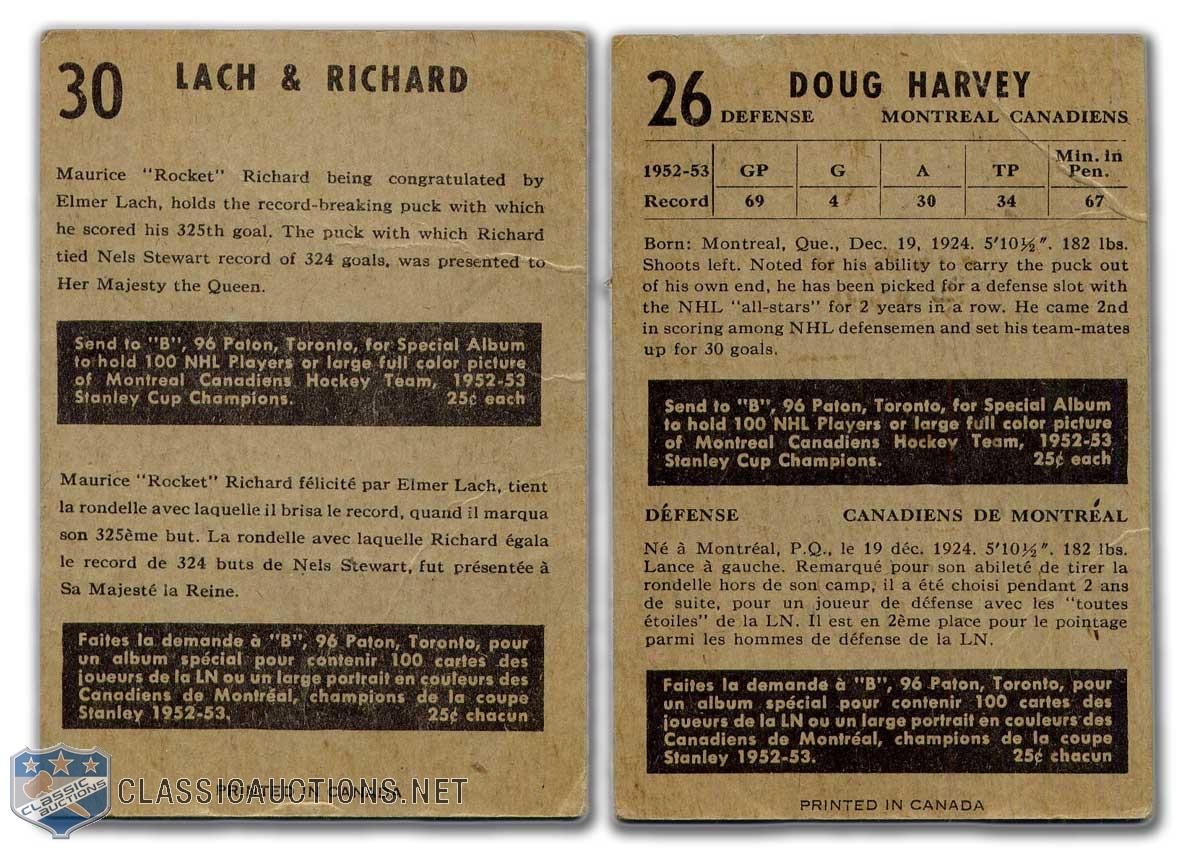 30 LACH & RICHARD
Maurice "Rocket" Richard being congratulated by
Elmer Lach, holds the record-breaking puck with which
he scored his 325th goal. The puck with which Richard
tied Nels Stewart record of 324 goals, was presented to
Her Majesty the Queen.
Send to "B", 96 Paton, Toronto, for Special Album
to hold 100 NHL Players or large full color picture
of Montreal Canadiens Hockey Team, 1952-53
Stanley Cup Champions. 25¢ each
Maurice "Rocket" Richard félicité par Elmer Lach, tient
la rondelle avec laquelle il brisa le record, quand il marqua
son 325ème but. La rondelle avec laquelle Richard égala
le record de 324 buts de Nels Stewart, fut présentée à
Sa Majesté la Reine.
Faites la demande à "B", 96 Paton, Toronto, pour
un album spécial pour contenir 100 cartes des
joueurs de la LN ou un large portrait en couleurs des
Canadiens de Montréal, champions de la coupe
Stanley 1952-53. 25¢ chacun
PRINTED IN CANADA
CLASSIC AUCTIONS
CLASSICAUCTIONS.NET
26 DOUG HARVEY
DEFENSE MONTREAL CANADIENS
1952-53 GP G A TP Min. in Pen.
Record 69 4 30 34 67
Born: Montreal, Que., Dec. 19, 1924. 5'10½". 182 lbs.
Shoots left. Noted for his ability to carry the puck out
of his own end, he has been picked for a defense slot with
the NHL "all-stars" for 2 years in a row. He came 2nd
in scoring among NHL defensemen and set his team-mates
up for 30 goals.
Send to "B", 96 Paton, Toronto, for Special Album
to hold 100 NHL Players or large full color picture
of Montreal Canadiens Hockey Team, 1952-53
Stanley Cup Champions. 25¢ each
DÉFENSE CANADIENS DE MONTRÉAL
Né à Montréal, P.Q., le 19 déc. 1924. 5'10½". 182 lbs.
Lance à gauche. Remarqué pour son abileté de tirer la
rondelle hors de son camp, il a été choisi pendant 2 ans
de suite, pour un joueur de défense avec les "toutes
étoiles" de la LN. Il est en 2ème place pour le pointage
parmi les hommes de défense de la LN.
Faites la demande à "B", 96 Paton, Toronto, pour
un album spécial pour contenir 100 cartes des
joueurs de la LN ou un large portrait en couleurs des
Canadiens de Montréal, champions de la coupe
Stanley 1952-53. 25¢ chacun
PRINTED IN CANADA